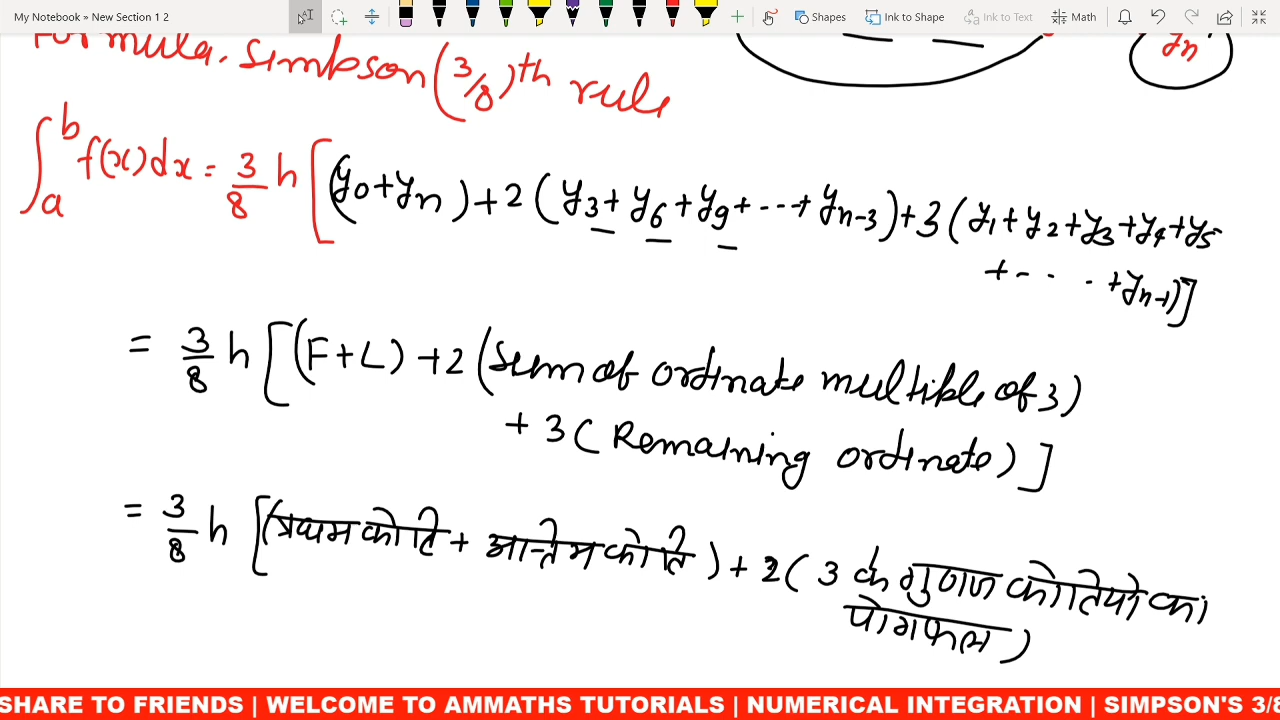 My Notebook » New Section 1 2
Shapes Ink to Shape Ink to Text Math
Formula. Simpson (3/8)th rule yn
∫_a^b f(x)dx = 3/8 h [(y0+yn)+2(y3+y6+y9+---+yn-3)+3(y1+y2+y3+y4+y5
+- · · · +yn-1)]
= 3/8 h [(F+L)+2(Sum of ordinate multiple of 3)
+ 3(Remaining ordinate)]
= 3/8 h [(प्रथम कोटि + अन्तिम कोटि) + 2(3 के गुणज कोटियो का
योगफल)
SHARE TO FRIENDS | WELCOME TO AMMATHS TUTORIALS | NUMERICAL INTEGRATION | SIMPSON'S 3/8